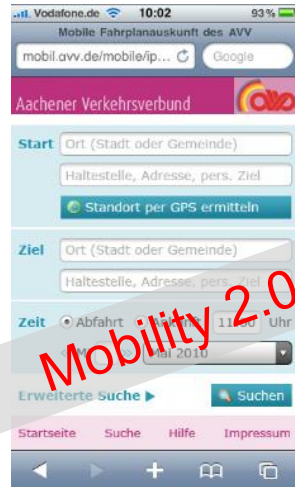 Vodafone.de 10:02 93%
Mobile Fahrplanauskunft des AVV
mobil.avv.de/mobile/ip... Google
Aachener Verkehrsverbund avv
Start Ort (Stadt oder Gemeinde)
Haltestelle, Adresse, pers. Ziel
Standort per GPS ermitteln
Ziel Ort (Stadt oder Gemeinde)
Haltestelle, Adresse, pers. Ziel
Zeit Abfahrt Uhr
Mai 2010
Mobility 2.0
Erweiterte Suche Suchen
Startseite Suche Hilfe Impressum